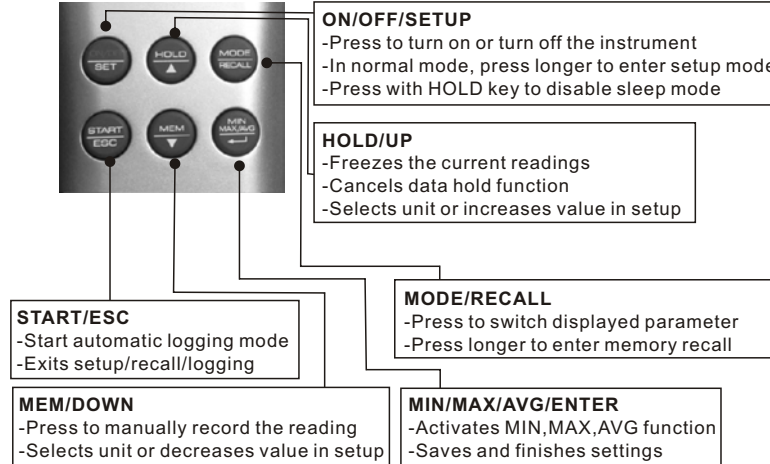 ON/OFF/SETUP
-Press to turn on or turn off the instrument
-In normal mode, press longer to enter setup mode
-Press with HOLD key to disable sleep mode
SET
HOLD
MODE
RECALL
START
ESC
MEM
MIN
MAX/AVG
HOLD/UP
-Freezes the current readings
-Cancels data hold function
-Selects unit or increases value in setup
MODE/RECALL
-Press to switch displayed parameter
-Press longer to enter memory recall
START/ESC
-Start automatic logging mode
-Exits setup/recall/logging
MEM/DOWN
-Press to manually record the reading
-Selects unit or decreases value in setup
MIN/MAX/AVG/ENTER
-Activates MIN,MAX,AVG function
-Saves and finishes settings